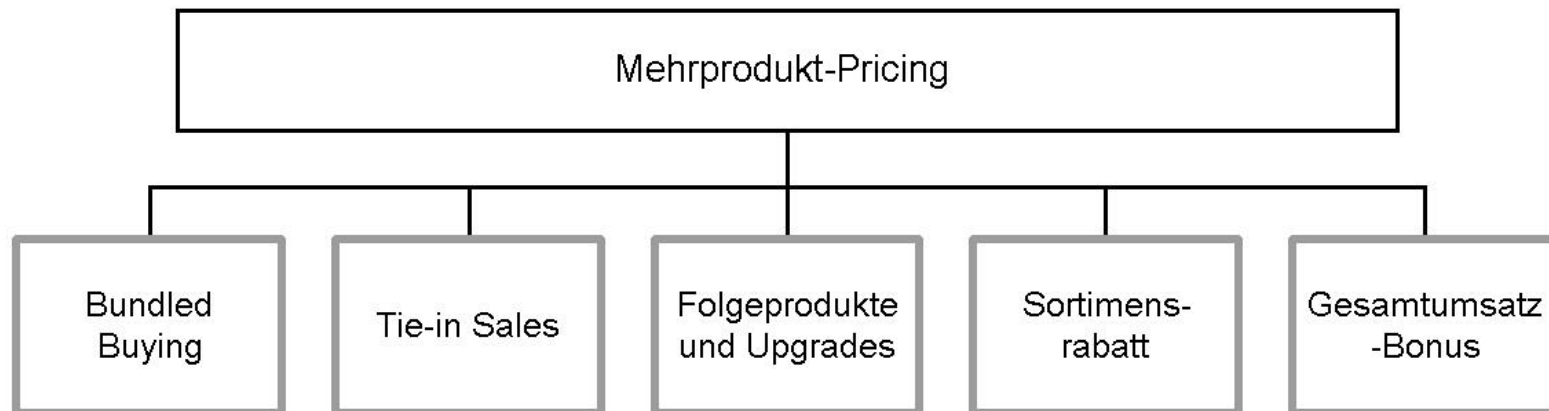 Mehrprodukt-Pricing
Bundled
Buying
Tie-in Sales
Folgeprodukte
und Upgrades
Sortimens-
rabatt
Gesamtumsatz
-Bonus